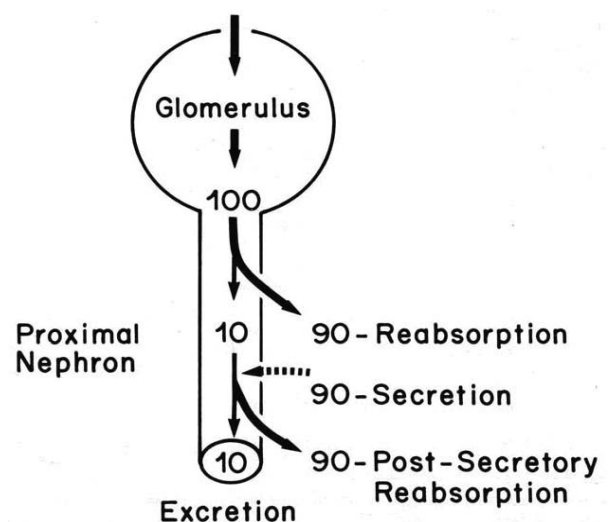 Glomerulus
100
Proximal
Nephron
10
90-Reabsorption
90-Secretion
10
90-Post-Secretory
Reabsorption
Excretion